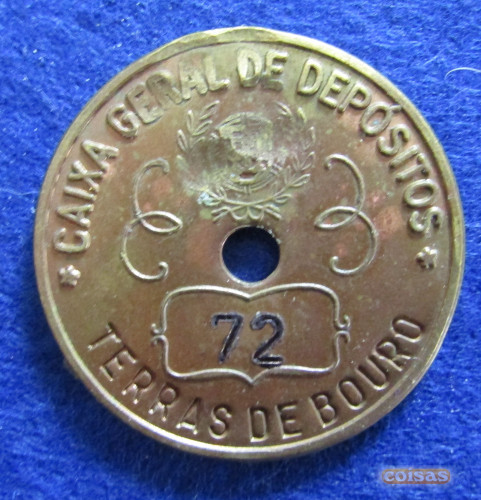 * CAIXA GERAL DE DEPÓSITOS *
72
TERRAS DE BOURO
coisas